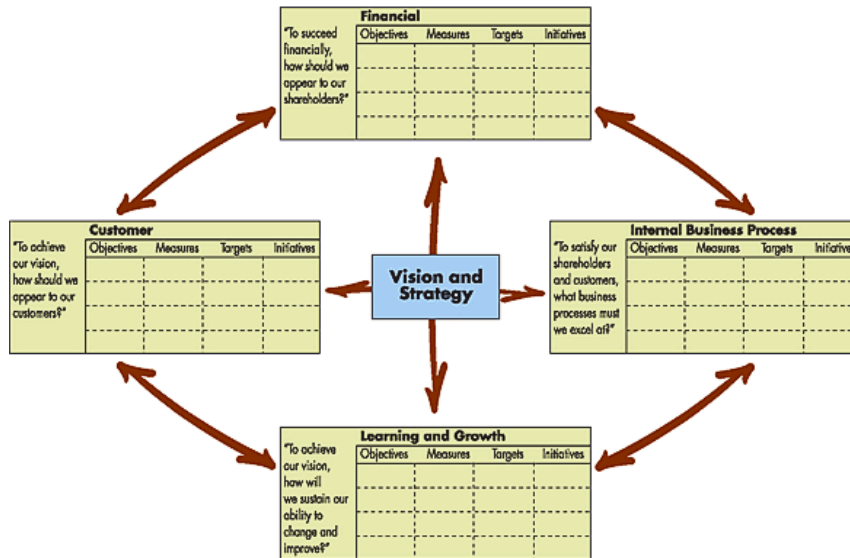 Financial
Objectives Measures Targets Initiatives
"To succeed
financially,
how should we
appear to our
shareholders?"
Customer
Objectives Measures Targets Initiatives
"To achieve
our vision,
how should we
appear to our
customers?"
Vision and
Strategy
Internal Business Process
Objectives Measures Targets Initiative
"To satisfy our
shareholders
and customers,
what business
processes must
we excel at?"
Learning and Growth
Objectives Measures Targets Initiatives
"To achieve
our vision,
how will
we sustain our
ability to
change and
improve?"